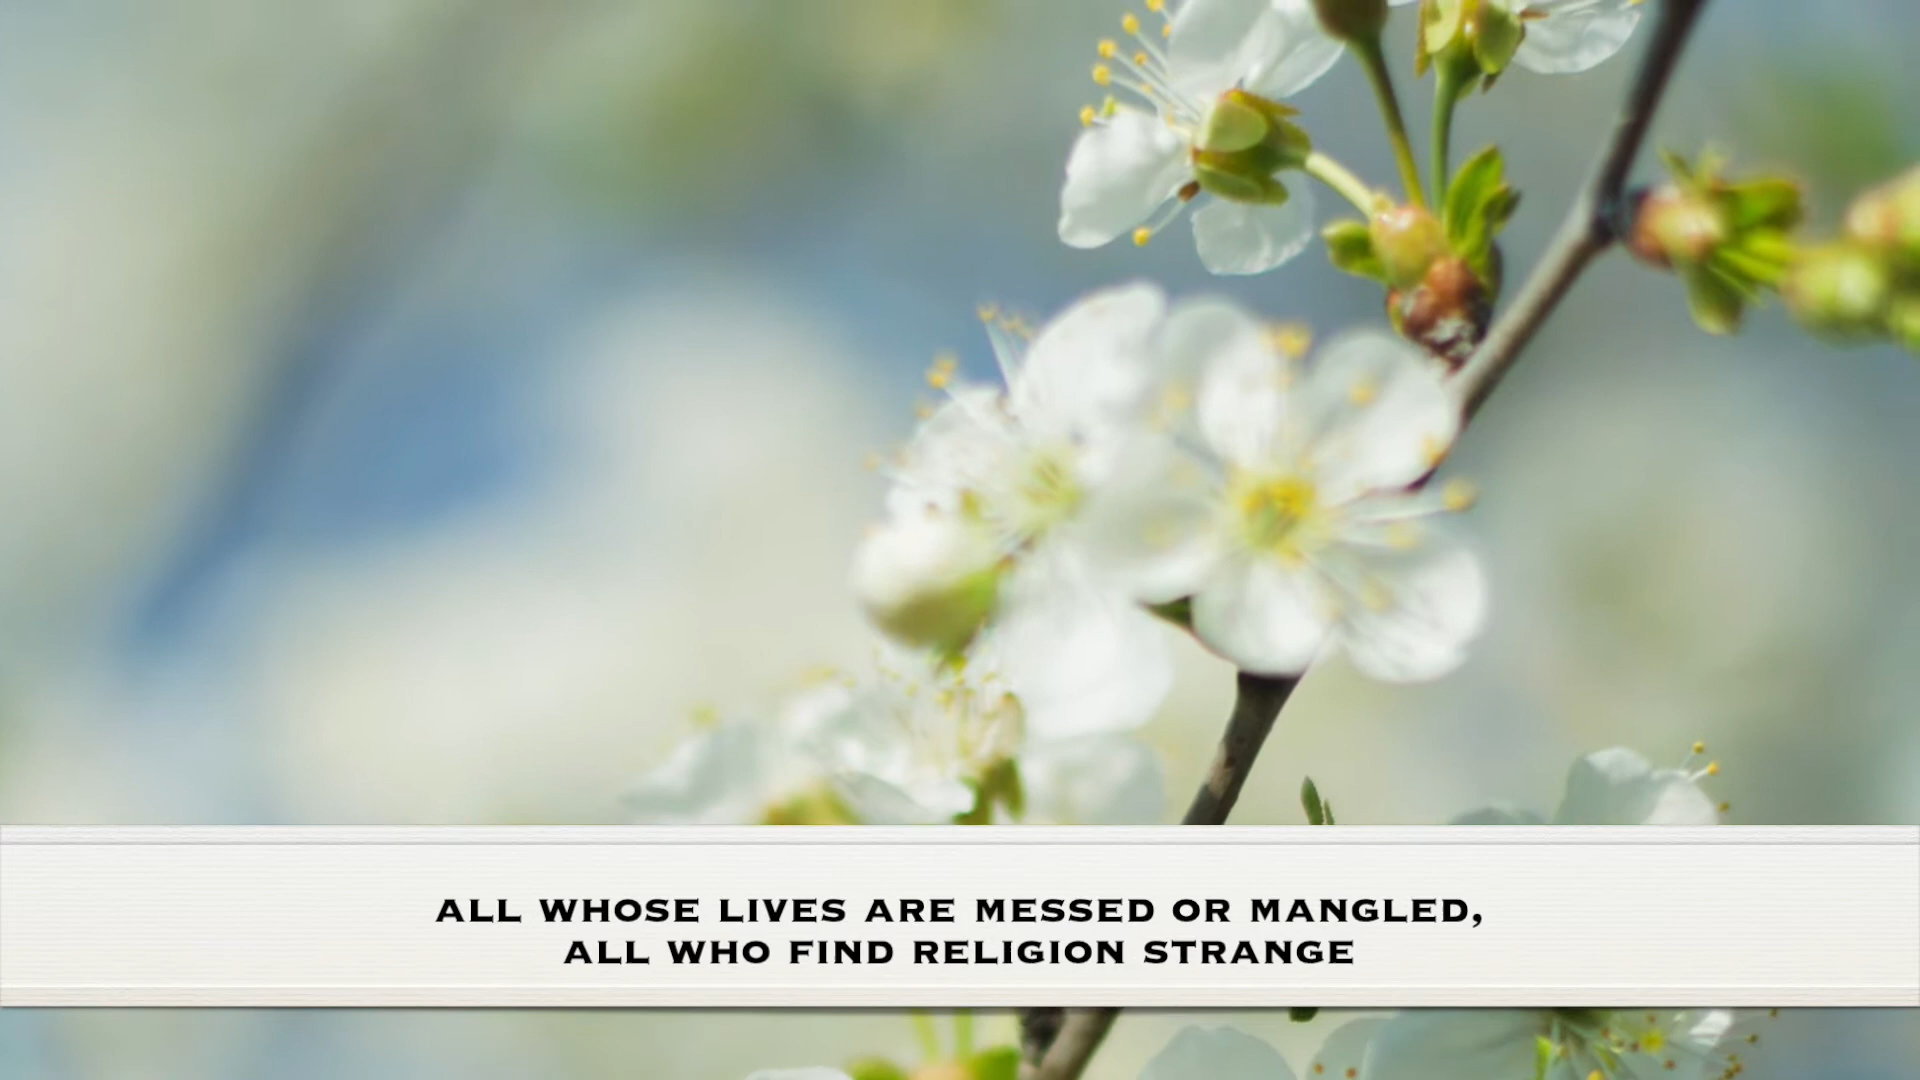 ALL WHOSE LIVES ARE MESSED OR MANGLED,
ALL WHO FIND RELIGION STRANGE